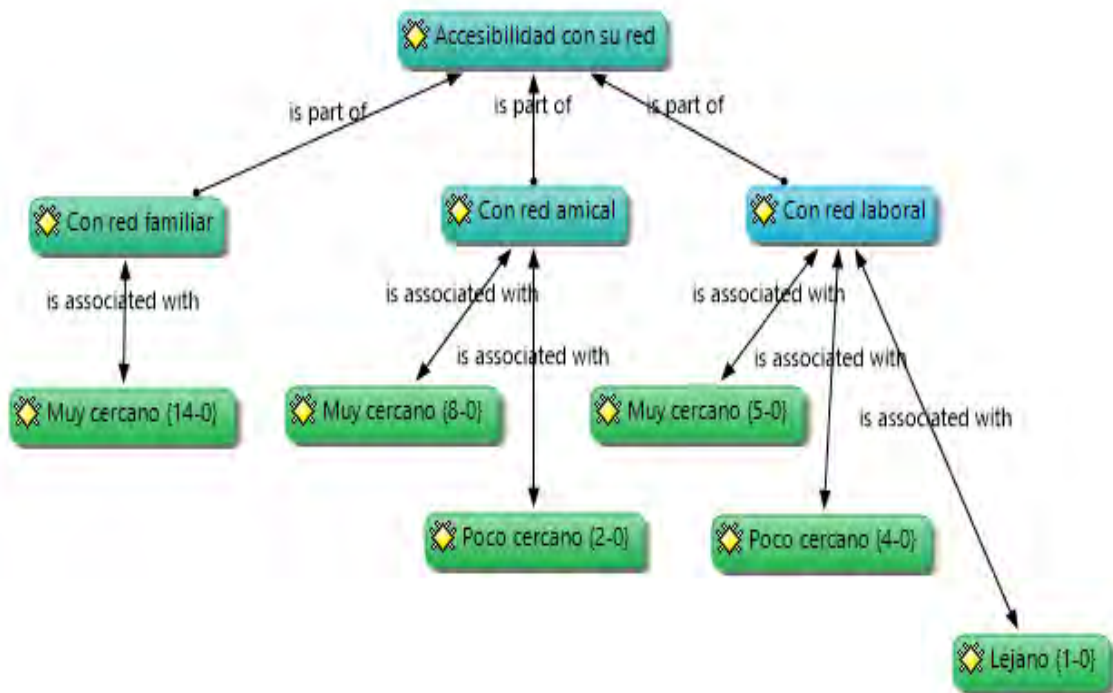 Accesibilidad con su red
is part of
is part of
is part of
Con red familiar
Con red amical
Con red laboral
is associated with
is associated with
is associated with
is associated with
is associated with
is associated with
Muy cercano {14-0}
Muy cercano {8-0}
Muy cercano {5-0}
Poco cercano {2-0}
Poco cercano {4-0}
Lejano {1-0}